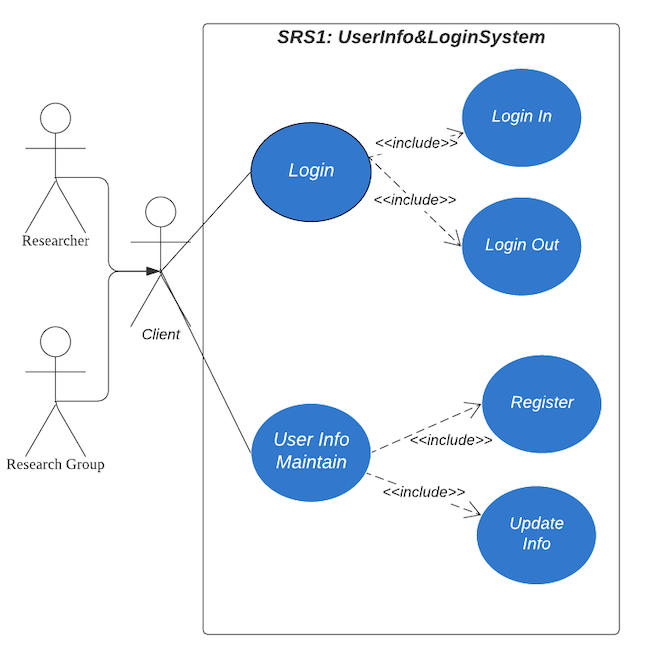 SRS1: UserInfo&LoginSystem
Login In
<<include>>
Login
<<include>>
Login Out
Researcher
Client
Register
User Info
Maintain
<<include>>
Research Group
<<include>>
Update
Info